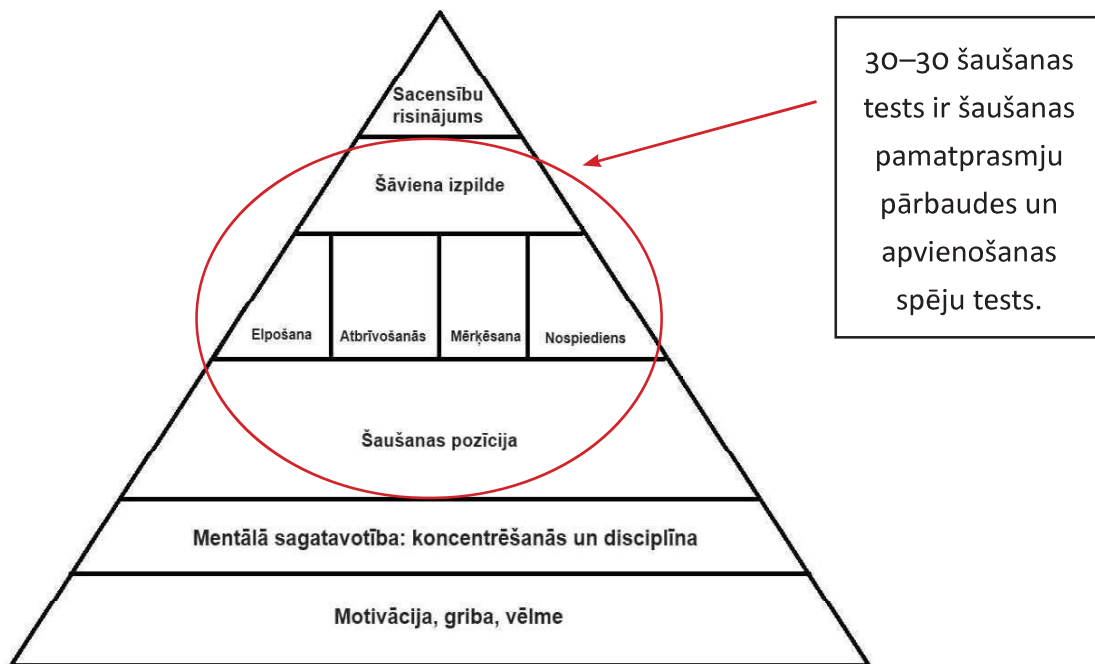 Sacensību
risinājums
30–30 šaušanas
tests ir šaušanas
pamatprasmju
pārbaudes un
apvienošanas
spēju tests.
Šāviena izpilde
Elpošana
Atbrīvošanās
Mērķēsana
Nospiediens
Šaušanas pozīcija
Mentālā sagatavotība: koncentrēšanās un disciplīna
Motivācija, griba, vēlme